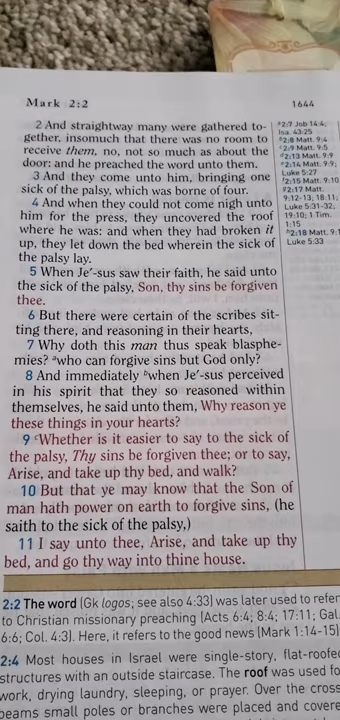 Mark 2:2
1644
2 And straightway many were gathered to-
gether, insomuch that there was no room to
receive them, no, not so much as about the
door: and he preached the word unto them.
3 And they come unto him, bringing one
sick of the palsy, which was borne of four.
4 And when they could not come nigh unto
him for the press, they uncovered the roof
where he was: and when they had broken it
up, they let down the bed wherein the sick of
the palsy lay.
5 When Je′-sus saw their faith, he said unto
the sick of the palsy, Son, thy sins be forgiven
thee.
6 But there were certain of the scribes sit-
ting there, and reasoning in their hearts,
7 Why doth this man thus speak blasphe-
mies? ᵃwho can forgive sins but God only?
8 And immediately ᵇwhen Je′-sus perceived
in his spirit that they so reasoned within
themselves, he said unto them, Why reason ye
these things in your hearts?
9 ᶜWhether is it easier to say to the sick of
the palsy, Thy sins be forgiven thee; or to say,
Arise, and take up thy bed, and walk?
10 But that ye may know that the Son of
man hath power on earth to forgive sins, (he
saith to the sick of the palsy,)
11 I say unto thee, Arise, and take up thy
bed, and go thy way into thine house.
ᵃ2:7 Job 14:4;
Isa. 43:25
ᵇ2:8 Matt. 9:4
ᶜ2:9 Matt. 9:5
ᵈ2:13 Matt. 9:9
ᵉ2:14 Matt. 9:9;
Luke 5:27
ᶠ2:15 Matt. 9:10
ᵍ2:17 Matt.
9:12-13; 18:11;
Luke 5:31-32;
19:10; 1 Tim.
1:15
ʰ2:18 Matt. 9:1
Luke 5:33
2:2 The word (Gk logos; see also 4:33) was later used to refer
to Christian missionary preaching (Acts 6:4; 8:4; 17:11; Gal.
6:6; Col. 4:3). Here, it refers to the good news (Mark 1:14-15)
2:4 Most houses in Israel were single-story, flat-roofed
structures with an outside staircase. The roof was used fo
work, drying laundry, sleeping, or prayer. Over the cross
beams small poles or branches were placed and covere